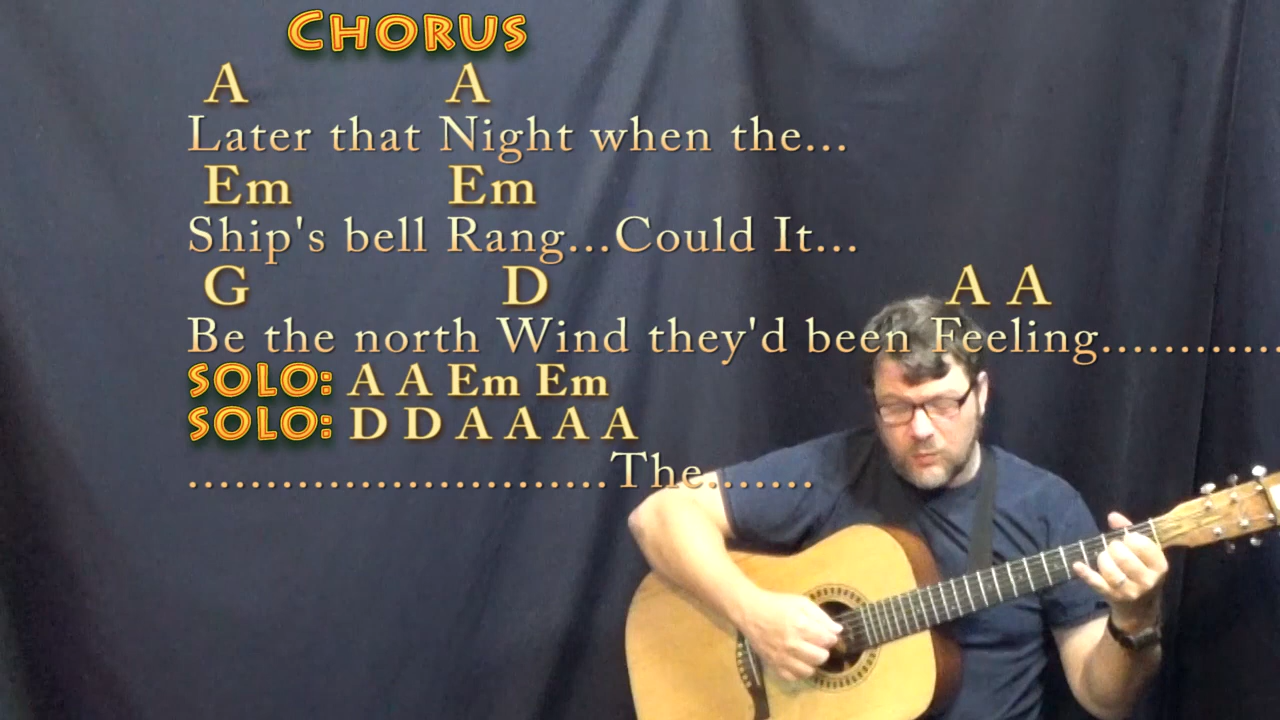 CHORUS
A A
Later that Night when the...
Em Em
Ship's bell Rang...Could It...
G D A A
Be the north Wind they'd been Feeling............
SOLO: A A Em Em
SOLO: D D A A A A
...........................The.......